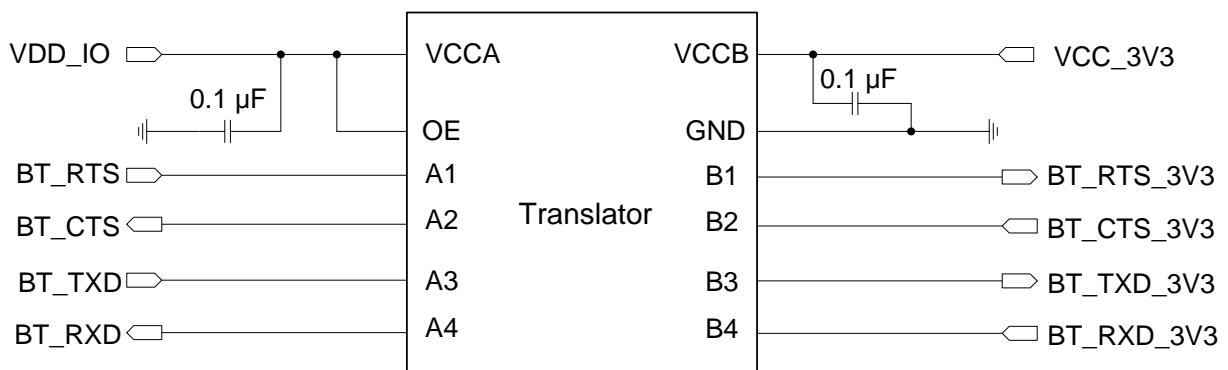 VDD_IO VCCA VCCB VCC_3V3
0.1 µF 0.1 µF
OE GND
BT_RTS A1 B1 BT_RTS_3V3
BT_CTS A2 Translator B2 BT_CTS_3V3
BT_TXD A3 B3 BT_TXD_3V3
BT_RXD A4 B4 BT_RXD_3V3